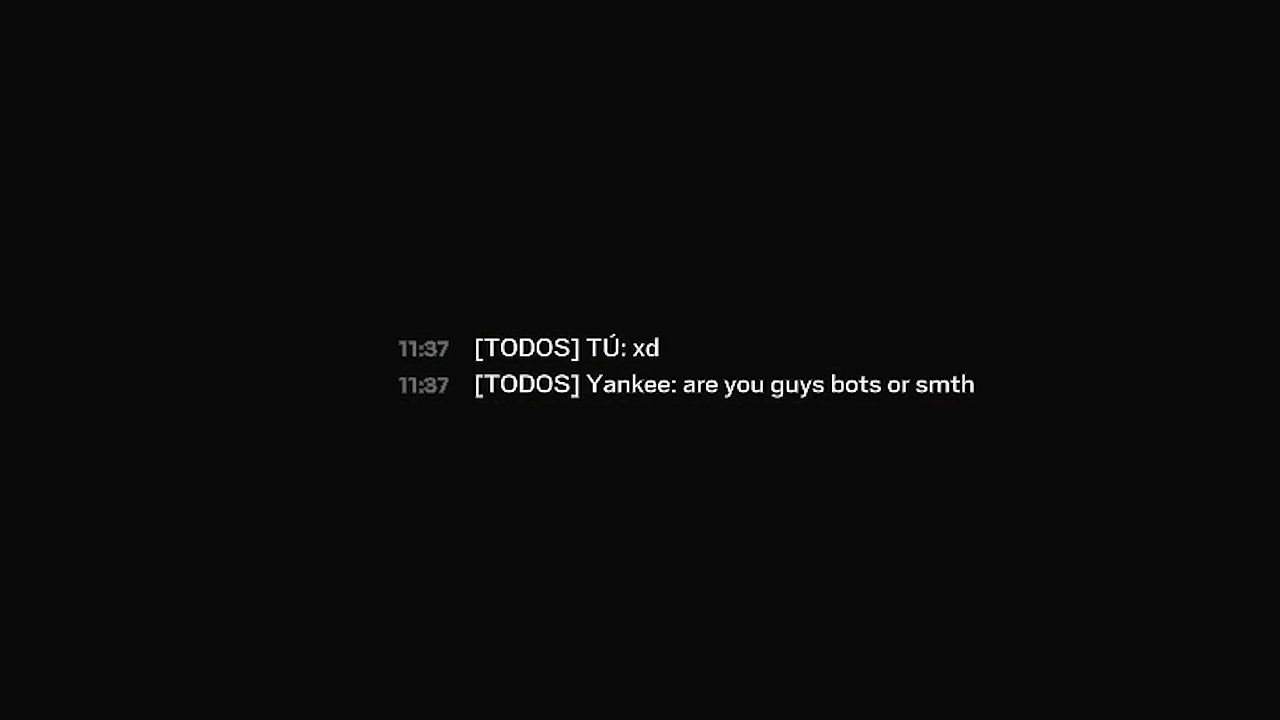 11:37 [TODOS] TÚ: xd
11:37 [TODOS] Yankee: are you guys bots or smth